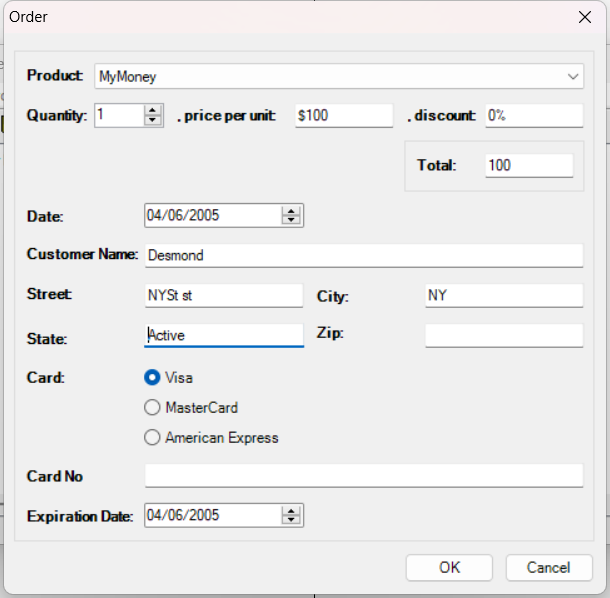 Order
Product: MyMoney
Quantity: 1 , price per unit: $100 , discount: 0%
Total: 100
Date: 04/06/2005
Customer Name: Desmond
Street: NYSt st City: NY
State: Active Zip:
Card: Visa
MasterCard
American Express
Card No
Expiration Date: 04/06/2005
OK Cancel